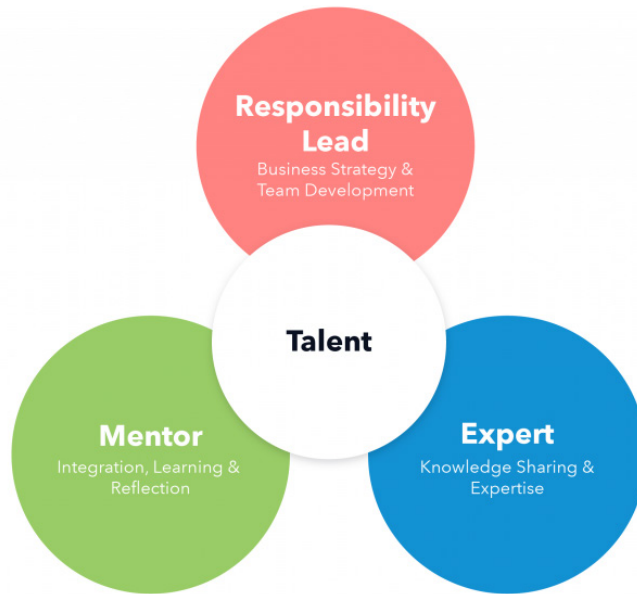 Responsibility
Lead
Business Strategy &
Team Development
Talent
Mentor
Integration, Learning &
Reflection
Expert
Knowledge Sharing &
Expertise